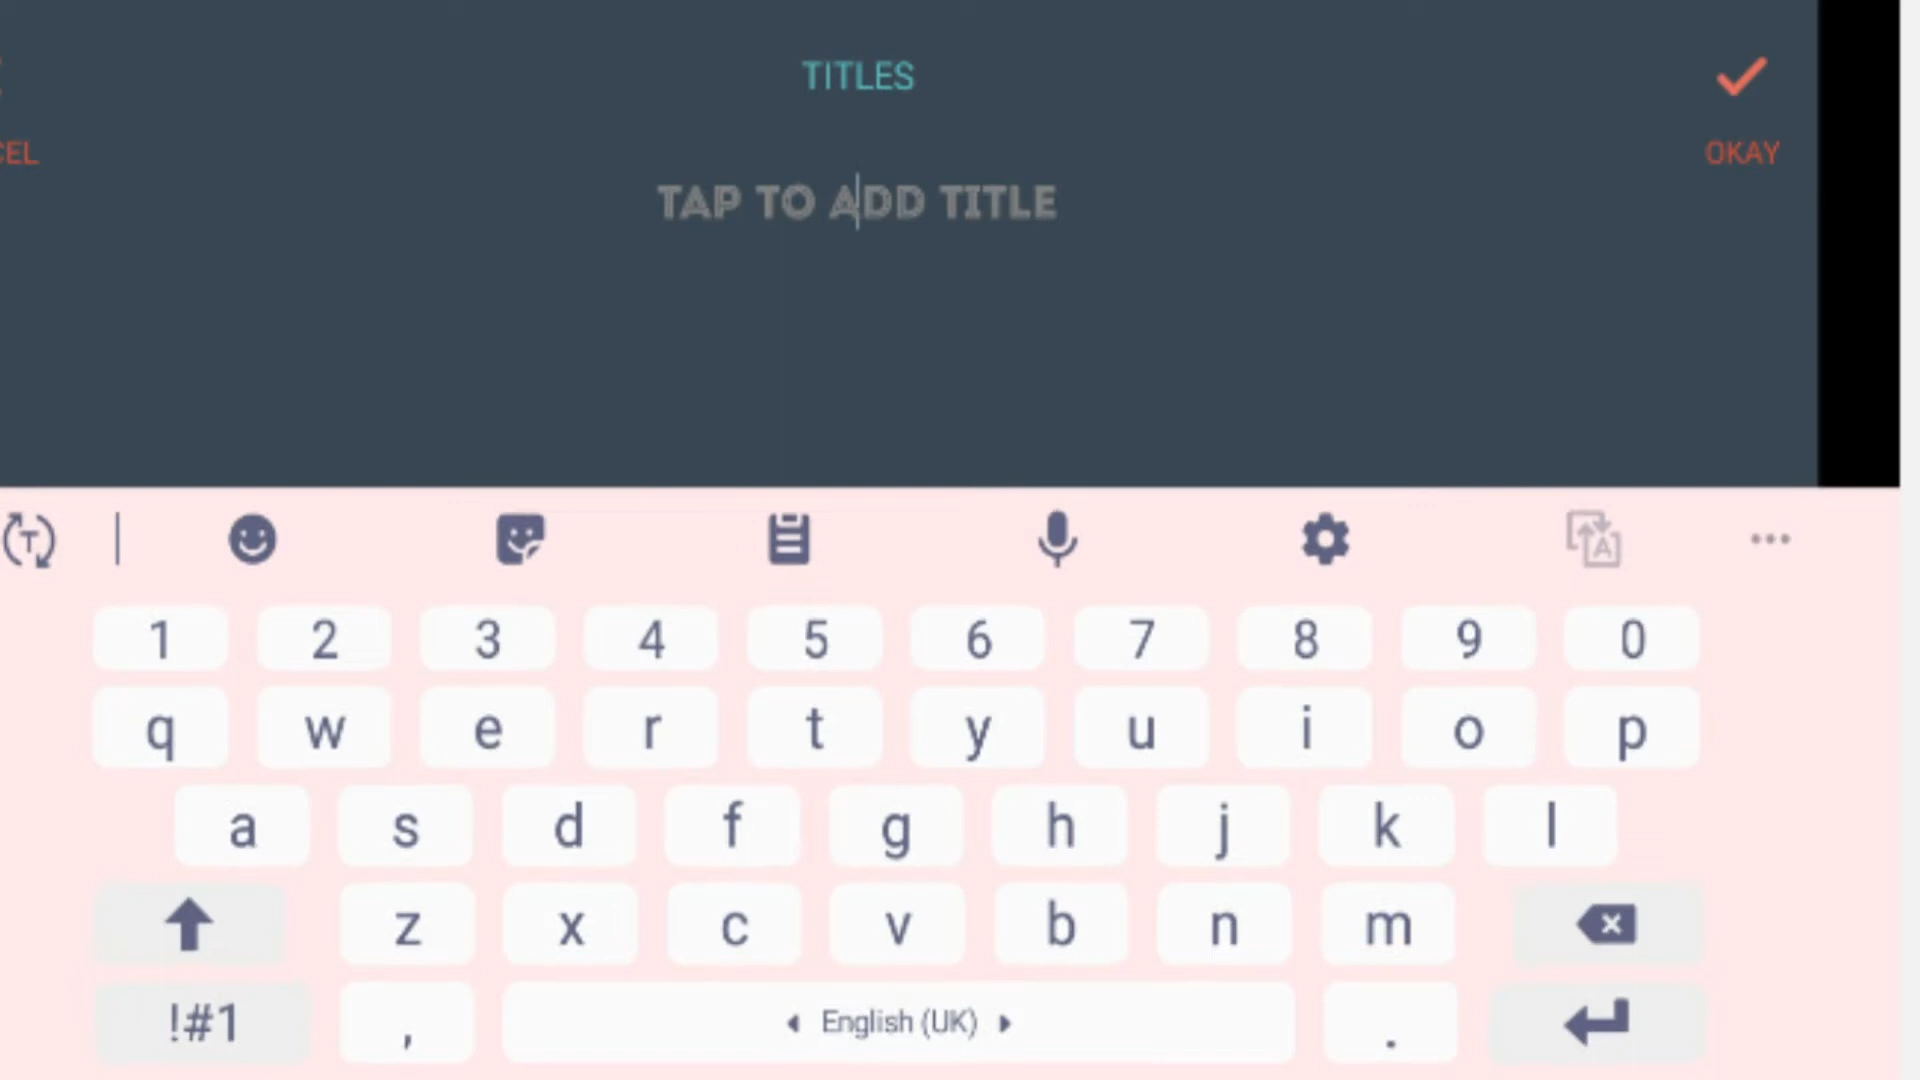 TITLES
CEL
OKAY
TAP TO ADD TITLE
1 2 3 4 5 6 7 8 9 0
q w e r t y u i o p
a s d f g h j k l
z x c v b n m
!#1 , English (UK) .